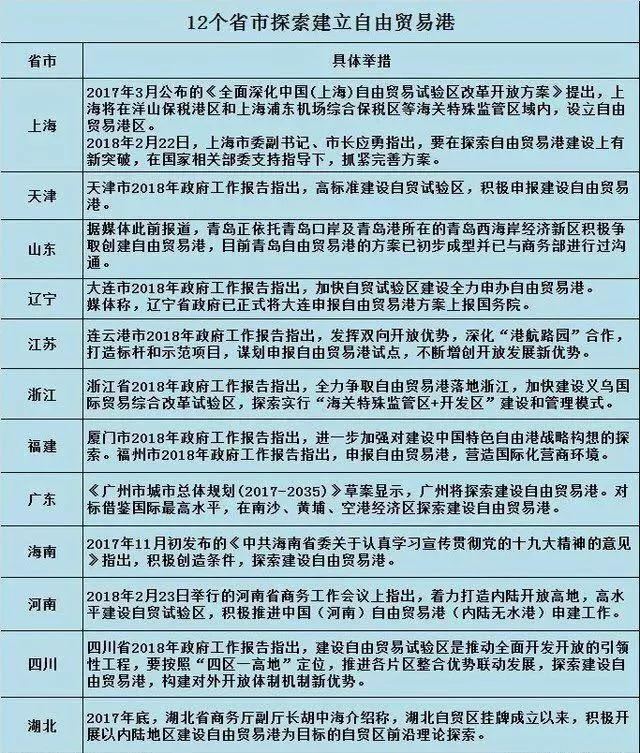 12个省市探索建立自由贸易港
省市
具体举措
上海
2017年3月公布的《全面深化中国(上海)自由贸易试验区改革开放方案》提出，上
海将在洋山保税港区和上海浦东机场综合保税区等海关特殊监管区域内，设立自由
贸易港区。
2018年2月22日，上海市委副书记、市长应勇指出，要在探索自由贸易港建设上有
新突破，在国家相关部委支持指导下，抓紧完善方案。
天津
天津市2018年政府工作报告指出，高标准建设自贸试验区，积极申报建设自由贸易
港。
山东
据媒体此前报道，青岛正依托青岛口岸及青岛港所在的青岛西海岸经济新区积极争
取创建自由贸易港，目前青岛自由贸易港的方案已初步成型并已与商务部进行过沟
通。
辽宁
大连市2018年政府工作报告指出，加快自贸试验区建设全力申办自由贸易港。
媒体称，辽宁省政府已正式将大连申报自由贸易港方案上报国务院。
江苏
连云港市2018年政府工作报告指出，发挥双向开放优势，深化“港航路园”合作，
打造标杆和示范项目，谋划申报自由贸易港试点，不断增创开放发展新优势。
浙江
浙江省2018年政府工作报告指出，全力争取自由贸易港落地浙江，加快建设义乌国
际贸易综合改革试验区，探索实行“海关特殊监管区+开发区”建设和管理模式。
福建
厦门市2018年政府工作报告指出，进一步加强对建设中国特色自由港战略构想的探
索。福州市2018年政府工作报告指出，申报自由贸易港，营造国际化营商环境。
广东
《广州市城市总体规划(2017-2035)》草案显示，广州将探索建设自由贸易港。对
标借鉴国际最高水平，在南沙、黄埔、空港经济区探索建设自由贸易港。
海南
2017年11月初发布的《中共海南省委关于认真学习宣传贯彻党的十九大精神的意见
》指出，积极创造条件，探索建设自由贸易港。
河南
2018年2月23日举行的河南省商务工作会议上指出，着力打造内陆开放高地，高水
平建设自贸试验区，积极推进中国（河南）自由贸易港（内陆无水港）申建工作。
四川
四川省2018年政府工作报告指出，建设自由贸易试验区是推动全面开发开放的引领
性工程，要按照“四区一高地”定位，推进各片区整合优势联动发展，探索建设自
由贸易港，构建对外开放体制机制新优势。
湖北
2017年底，湖北省商务厅副厅长胡中海介绍称，湖北自贸区挂牌成立以来，积极开
展以内陆地区建设自由贸易港为目标的自贸区前沿理论探索。